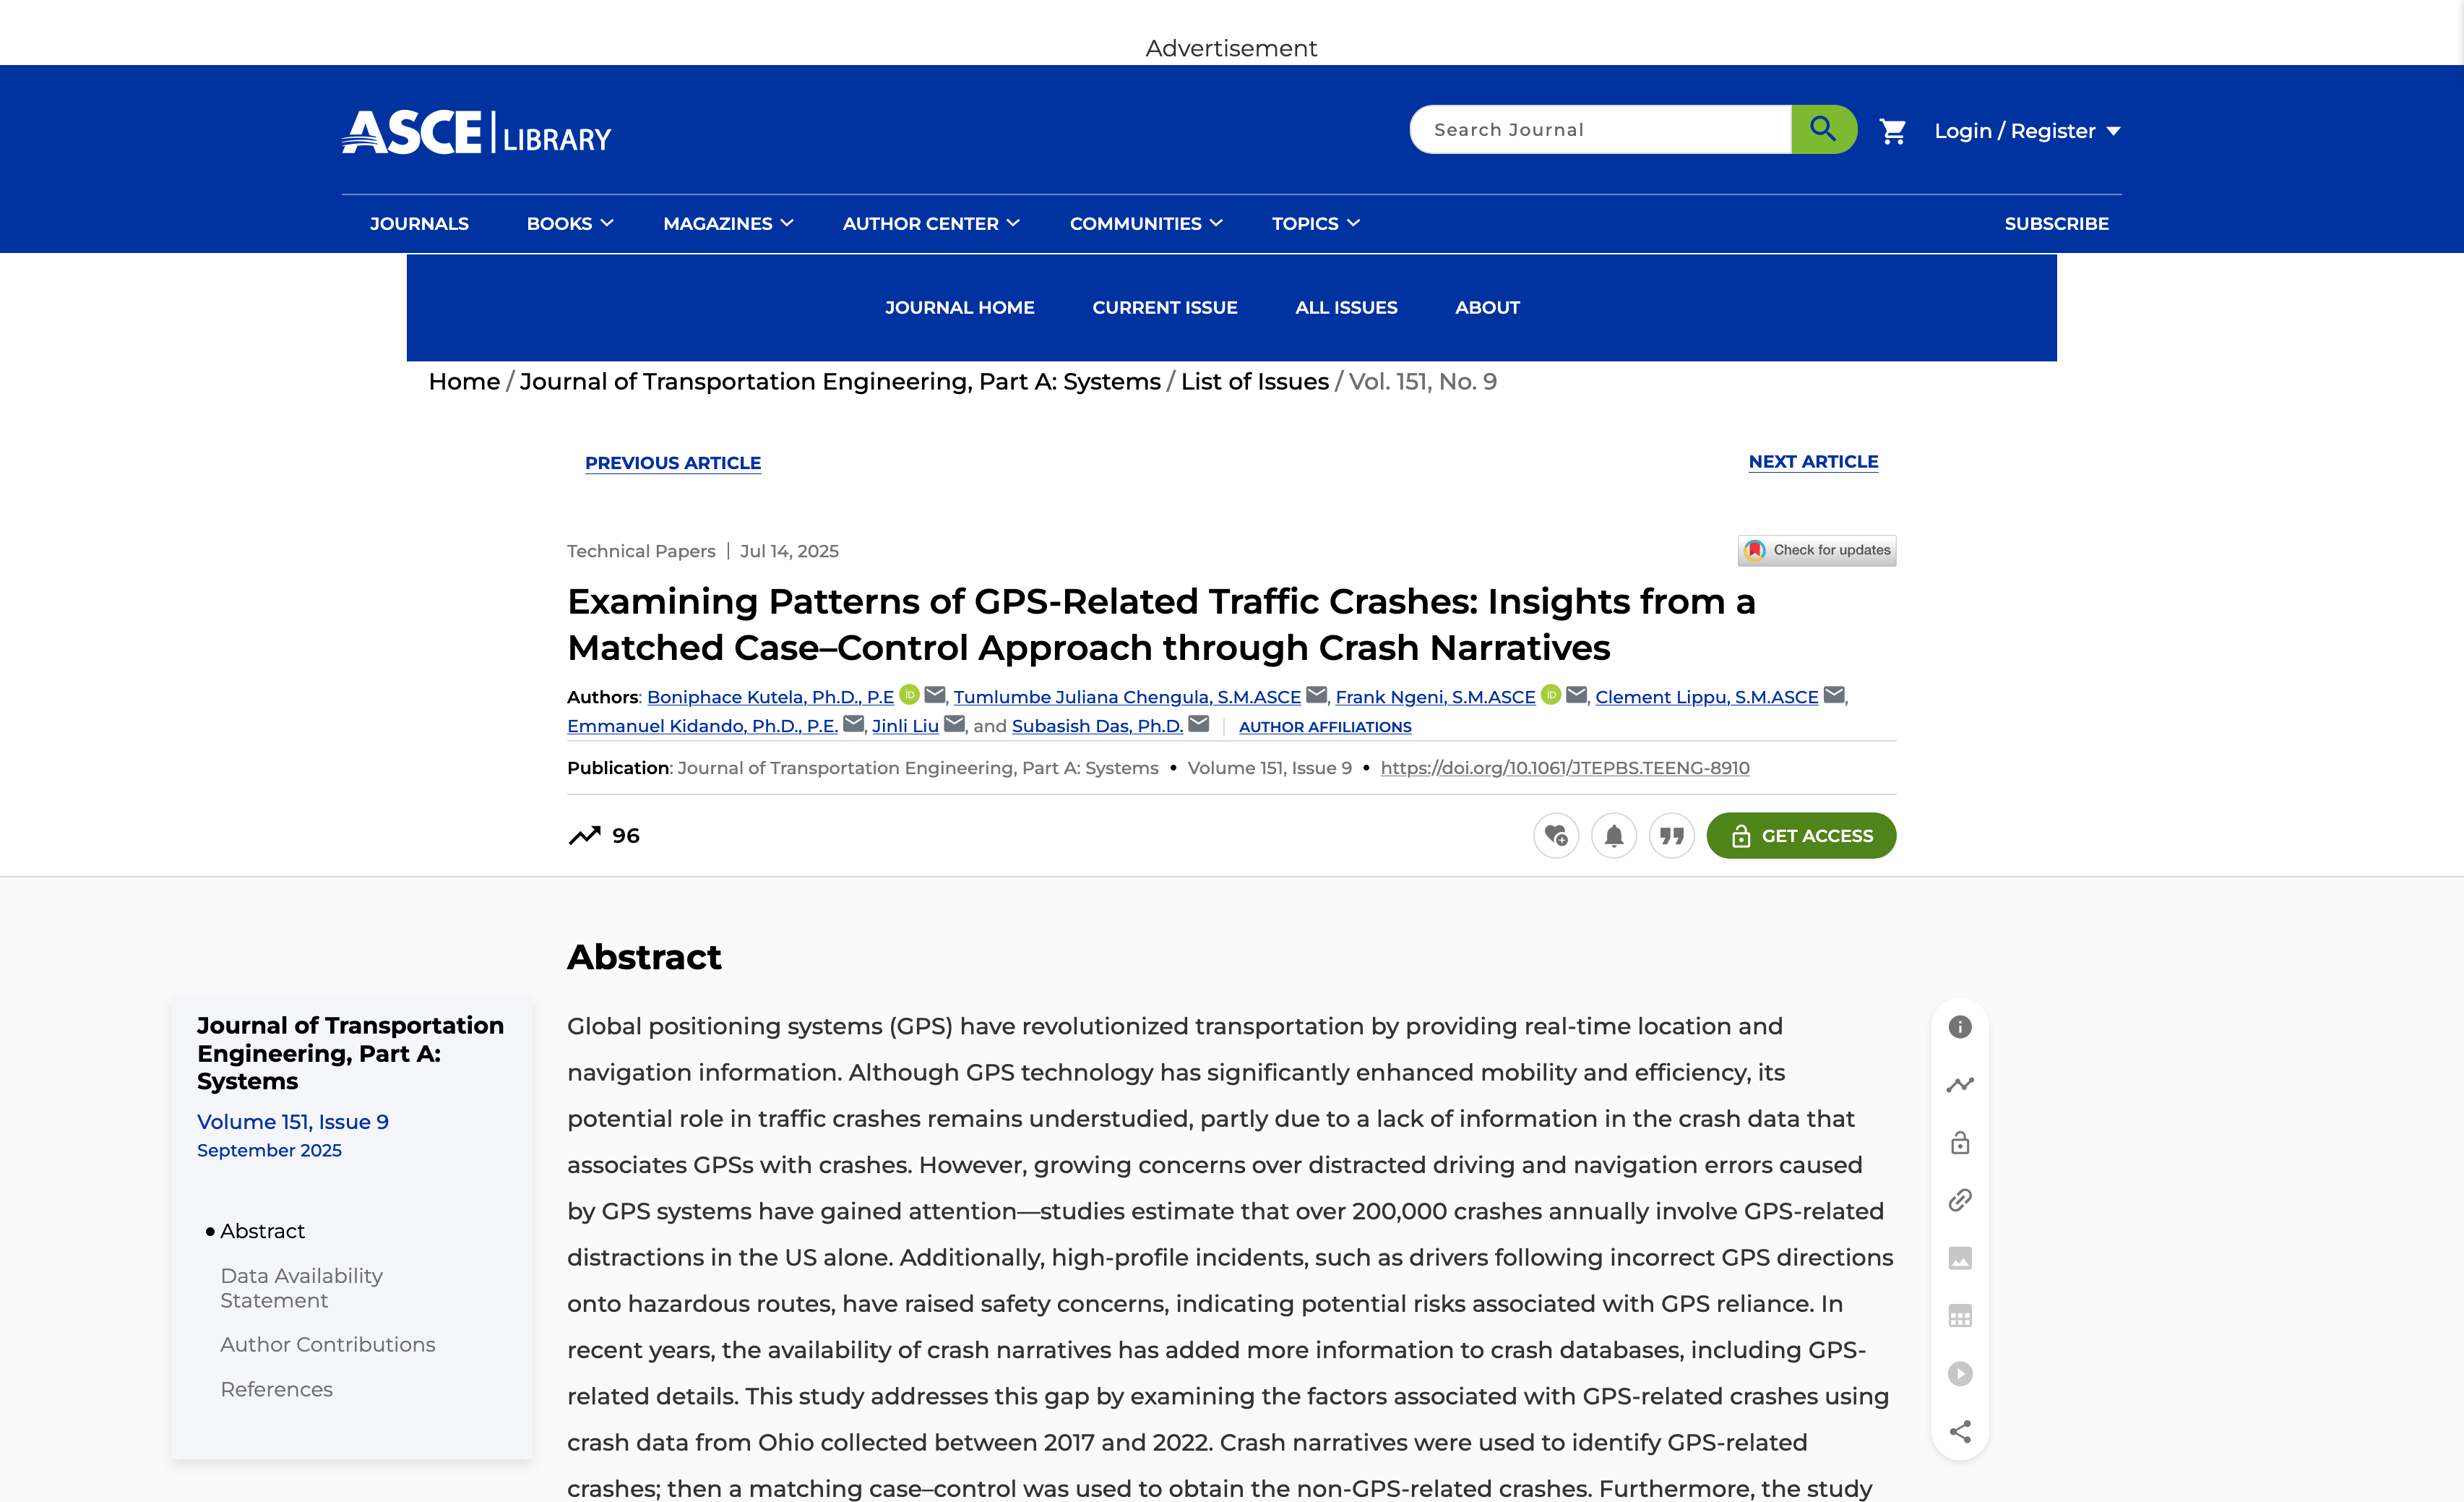 Advertisement
ASCE LIBRARY
Search Journal
Login / Register
JOURNALS BOOKS MAGAZINES AUTHOR CENTER COMMUNITIES TOPICS SUBSCRIBE
JOURNAL HOME CURRENT ISSUE ALL ISSUES ABOUT
Home / Journal of Transportation Engineering, Part A: Systems / List of Issues / Vol. 151, No. 9
PREVIOUS ARTICLE NEXT ARTICLE
Technical Papers | Jul 14, 2025
Check for updates
Examining Patterns of GPS-Related Traffic Crashes: Insights from a
Matched Case–Control Approach through Crash Narratives
Authors: Boniphace Kutela, Ph.D., P.E iD, Tumlumbe Juliana Chengula, S.M.ASCE, Frank Ngeni, S.M.ASCE iD, Clement Lippu, S.M.ASCE,
Emmanuel Kidando, Ph.D., P.E., Jinli Liu, and Subasish Das, Ph.D. | AUTHOR AFFILIATIONS
Publication: Journal of Transportation Engineering, Part A: Systems • Volume 151, Issue 9 • https://doi.org/10.1061/JTEPBS.TEENG-8910
96
GET ACCESS
Journal of Transportation
Engineering, Part A:
Systems
Volume 151, Issue 9
September 2025
• Abstract
Data Availability
Statement
Author Contributions
References
Abstract
Global positioning systems (GPS) have revolutionized transportation by providing real-time location and
navigation information. Although GPS technology has significantly enhanced mobility and efficiency, its
potential role in traffic crashes remains understudied, partly due to a lack of information in the crash data that
associates GPSs with crashes. However, growing concerns over distracted driving and navigation errors caused
by GPS systems have gained attention—studies estimate that over 200,000 crashes annually involve GPS-related
distractions in the US alone. Additionally, high-profile incidents, such as drivers following incorrect GPS directions
onto hazardous routes, have raised safety concerns, indicating potential risks associated with GPS reliance. In
recent years, the availability of crash narratives has added more information to crash databases, including GPS-
related details. This study addresses this gap by examining the factors associated with GPS-related crashes using
crash data from Ohio collected between 2017 and 2022. Crash narratives were used to identify GPS-related
crashes; then a matching case–control was used to obtain the non-GPS-related crashes. Furthermore, the study